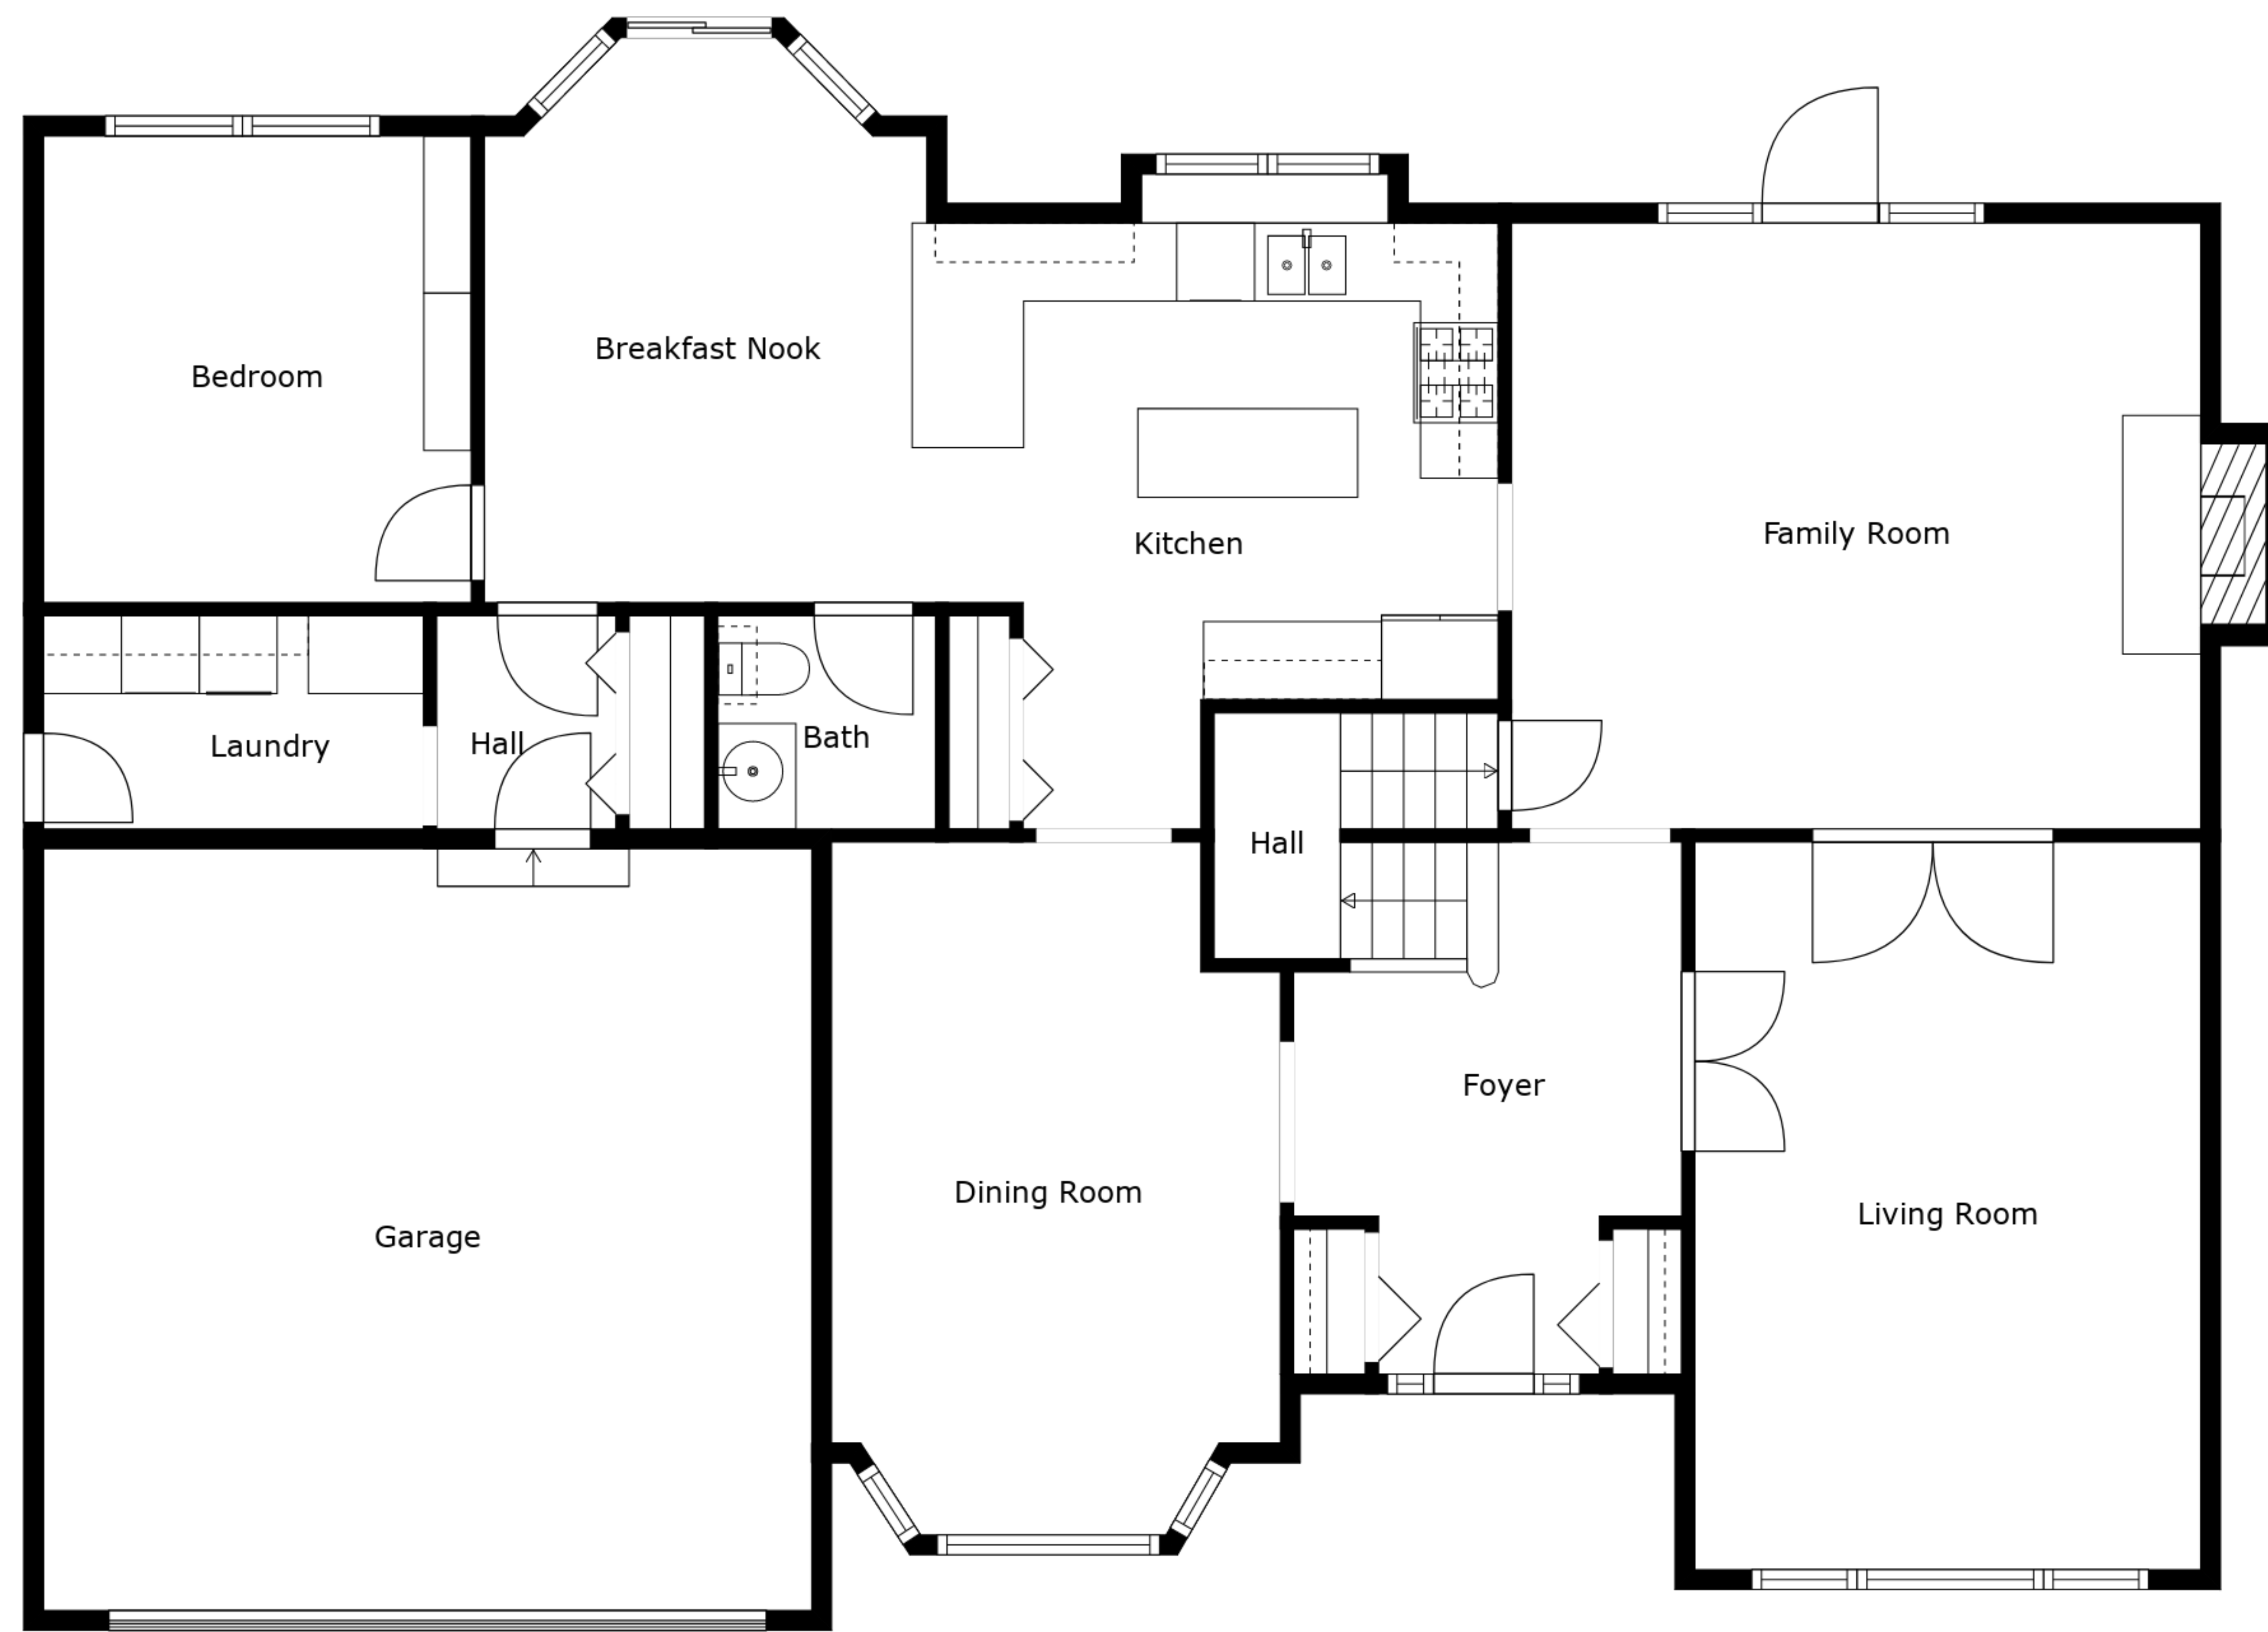 Breakfast Nook
Bedroom
Kitchen
Family Room
Laundry
Hall
Bath
Hall
Foyer
Dining Room
Living Room
Garage